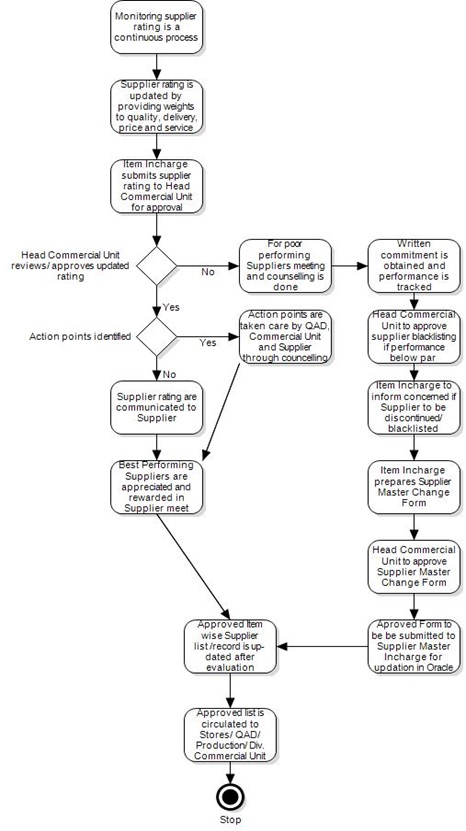 Monitoring supplier
rating is a
continuous process
Supplier rating is
updated by
providing weights
to quality, delivery,
price and service
Item Incharge
submits supplier
rating to Head
Commercial Unit
for approval
Head Commercial Unit
reviews/ approves updated
rating
No
For poor
performing
Suppliers meeting
and counselling is
done
Written
commitment is
obtained and
performance is
tracked
Yes
Action points identified
Yes
Action points are
taken care by QAD,
Commercial Unit
and Supplier
through councelling
Head Commercial
Unit to approve
supplier blacklisting
if performance
below par
No
Supplier rating are
communicated to
Supplier
Item Incharge to
inform concerned if
Supplier to be
discontinued/
blacklisted
Best Performing
Suppliers are
appreciated and
rewarded in
Supplier meet
Item Incharge
prepares Supplier
Master Change
Form
Head Commercial
Unit to approve
Supplier Master
Change Form
Approved Item
wise Supplier
list /record is up-
dated after
evaluation
Aproved Form to
be be submitted to
Supplier Master
Incharge for
updation in Oracle
Approved list is
circulated to
Stores/ QAD/
Production/ Div.
Commercial Unit
Stop